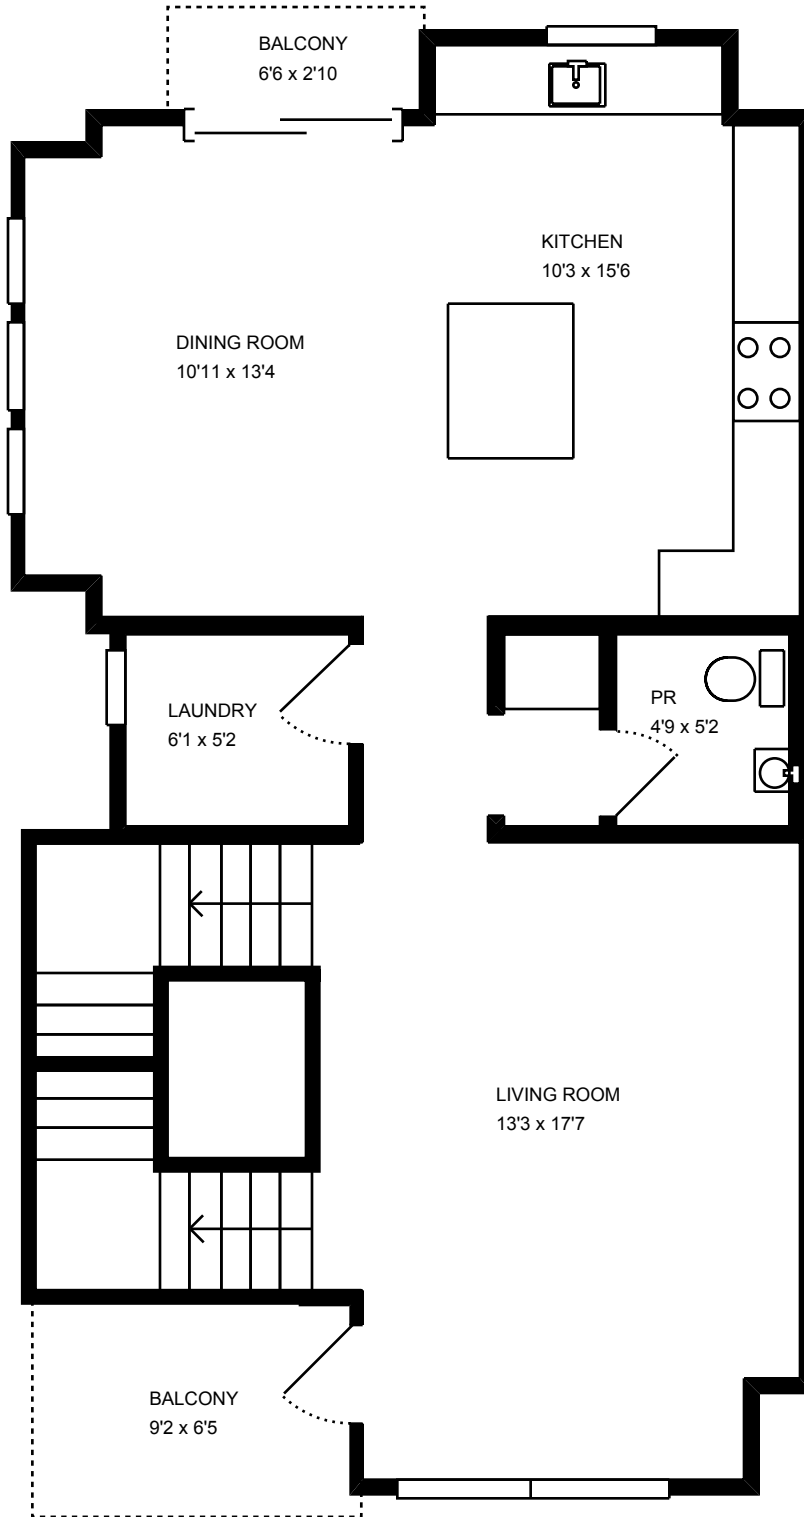 BALCONY
6'6 x 2'10
KITCHEN
10'3 x 15'6
DINING ROOM
10'11 x 13'4
LAUNDRY
6'1 x 5'2
PR
4'9 x 5'2
LIVING ROOM
13'3 x 17'7
BALCONY
9'2 x 6'5